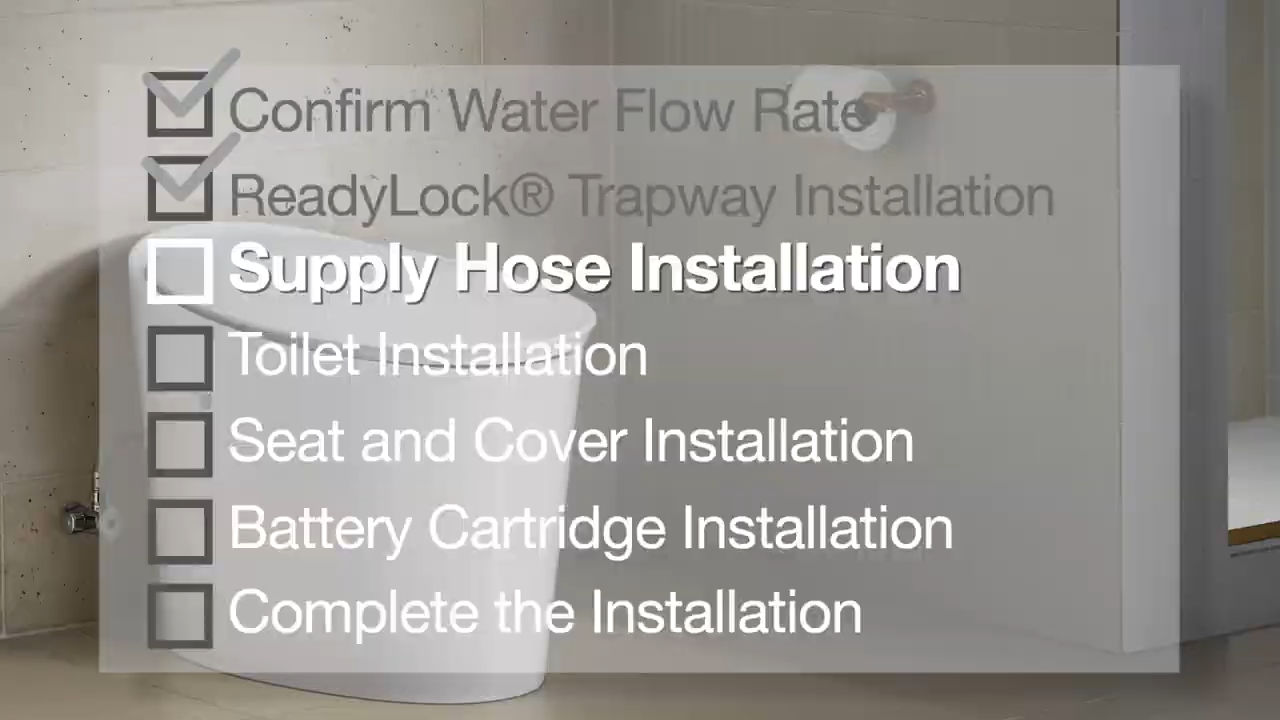 Confirm Water Flow Rate
ReadyLock® Trapway Installation
Supply Hose Installation
Toilet Installation
Seat and Cover Installation
Battery Cartridge Installation
Complete the Installation